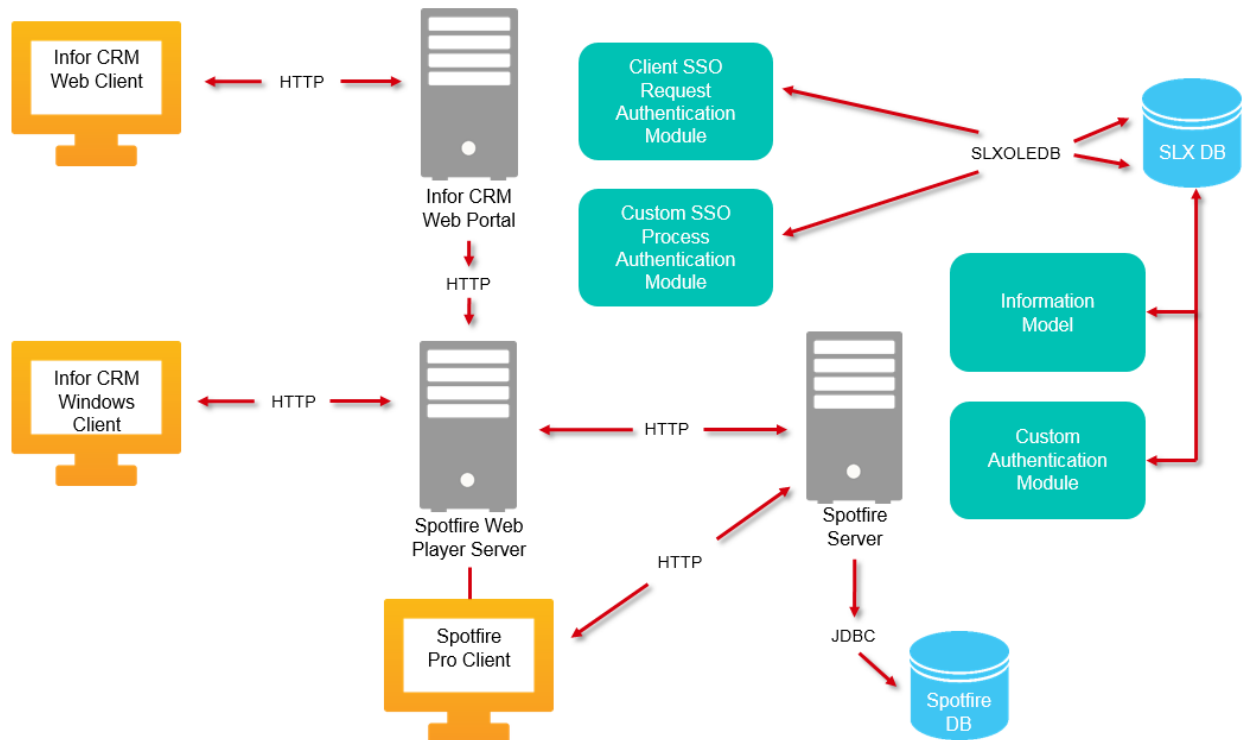 Infor CRM
Web Client
HTTP
Infor CRM
Web Portal
Client SSO
Request
Authentication
Module
SLXOLEDB
SLX DB
Custom SSO
Process
Authentication
Module
HTTP
Information
Model
Infor CRM
Windows
Client
HTTP
Spotfire Web
Player Server
HTTP
Spotfire
Server
Custom
Authentication
Module
HTTP
Spotfire
Pro Client
JDBC
Spotfire
DB